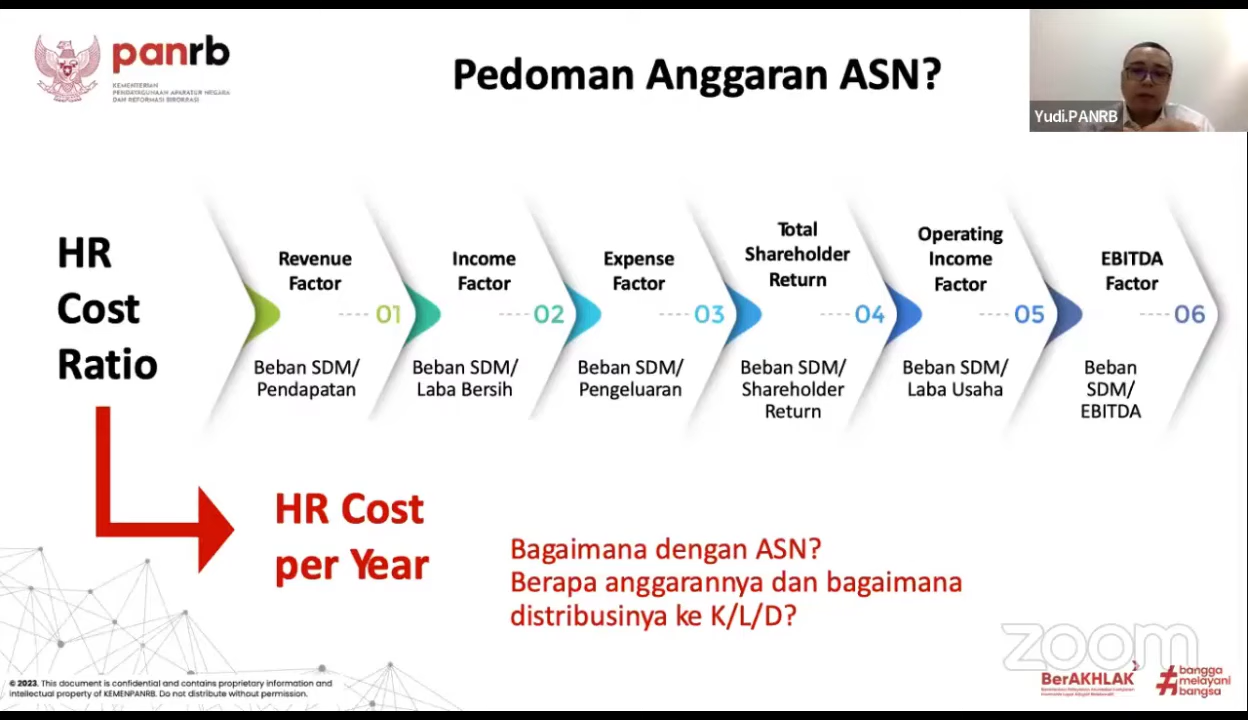 panrb
KEMENTERIAN
PENDAYAGUNAAN APARATUR NEGARA
DAN REFORMASI BIROKRASI
Pedoman Anggaran ASN?
Yudi.PANRB
HR
Cost
Ratio
Revenue
Factor
01
Beban SDM/
Pendapatan
Income
Factor
02
Beban SDM/
Laba Bersih
Expense
Factor
03
Beban SDM/
Pengeluaran
Total
Shareholder
Return
04
Beban SDM/
Shareholder
Return
Operating
Income
Factor
05
Beban SDM/
Laba Usaha
EBITDA
Factor
06
Beban
SDM/
EBITDA
HR Cost
per Year
Bagaimana dengan ASN?
Berapa anggarannya dan bagaimana
distribusinya ke K/L/D?
zoom
© 2023. This document is confidential and contains proprietary information and
intellectual property of KEMENPANRB. Do not distribute without permission.
BerAKHLAK
#bangga
melayani
bangsa